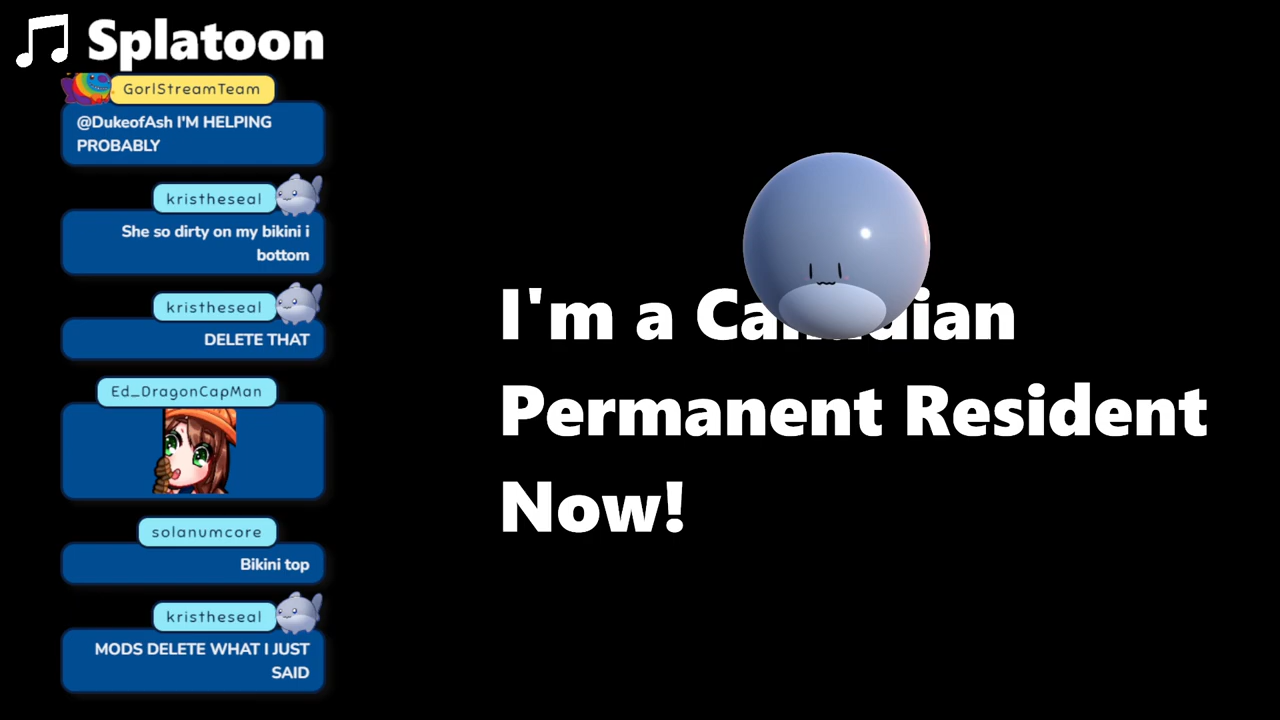 Splatoon
GorlStreamTeam
@DukeofAsh I'M HELPING
PROBABLY
kristheseal
She so dirty on my bikini i
bottom
kristheseal
DELETE THAT
Ed_DragonCapMan
solanumcore
Bikini top
kristheseal
MODS DELETE WHAT I JUST
SAID
I'm a Canadian
Permanent Resident
Now!